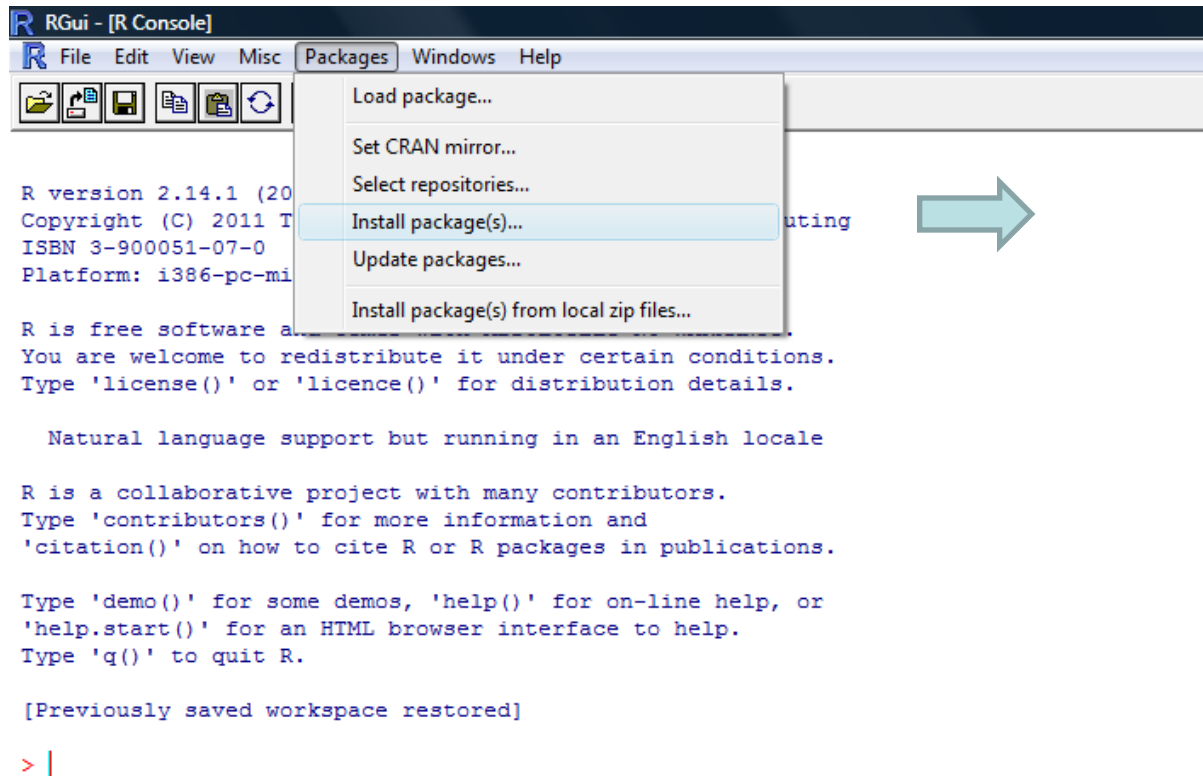 RGui - [R Console]
File Edit View Misc Packages Windows Help
Load package...
Set CRAN mirror...
Select repositories...
Install package(s)...
Update packages...
Install package(s) from local zip files...
R version 2.14.1 (20
Copyright (C) 2011 T uting
ISBN 3-900051-07-0
Platform: i386-pc-mi
R is free software a
You are welcome to redistribute it under certain conditions.
Type 'license()' or 'licence()' for distribution details.
Natural language support but running in an English locale
R is a collaborative project with many contributors.
Type 'contributors()' for more information and
'citation()' on how to cite R or R packages in publications.
Type 'demo()' for some demos, 'help()' for on-line help, or
'help.start()' for an HTML browser interface to help.
Type 'q()' to quit R.
[Previously saved workspace restored]
>